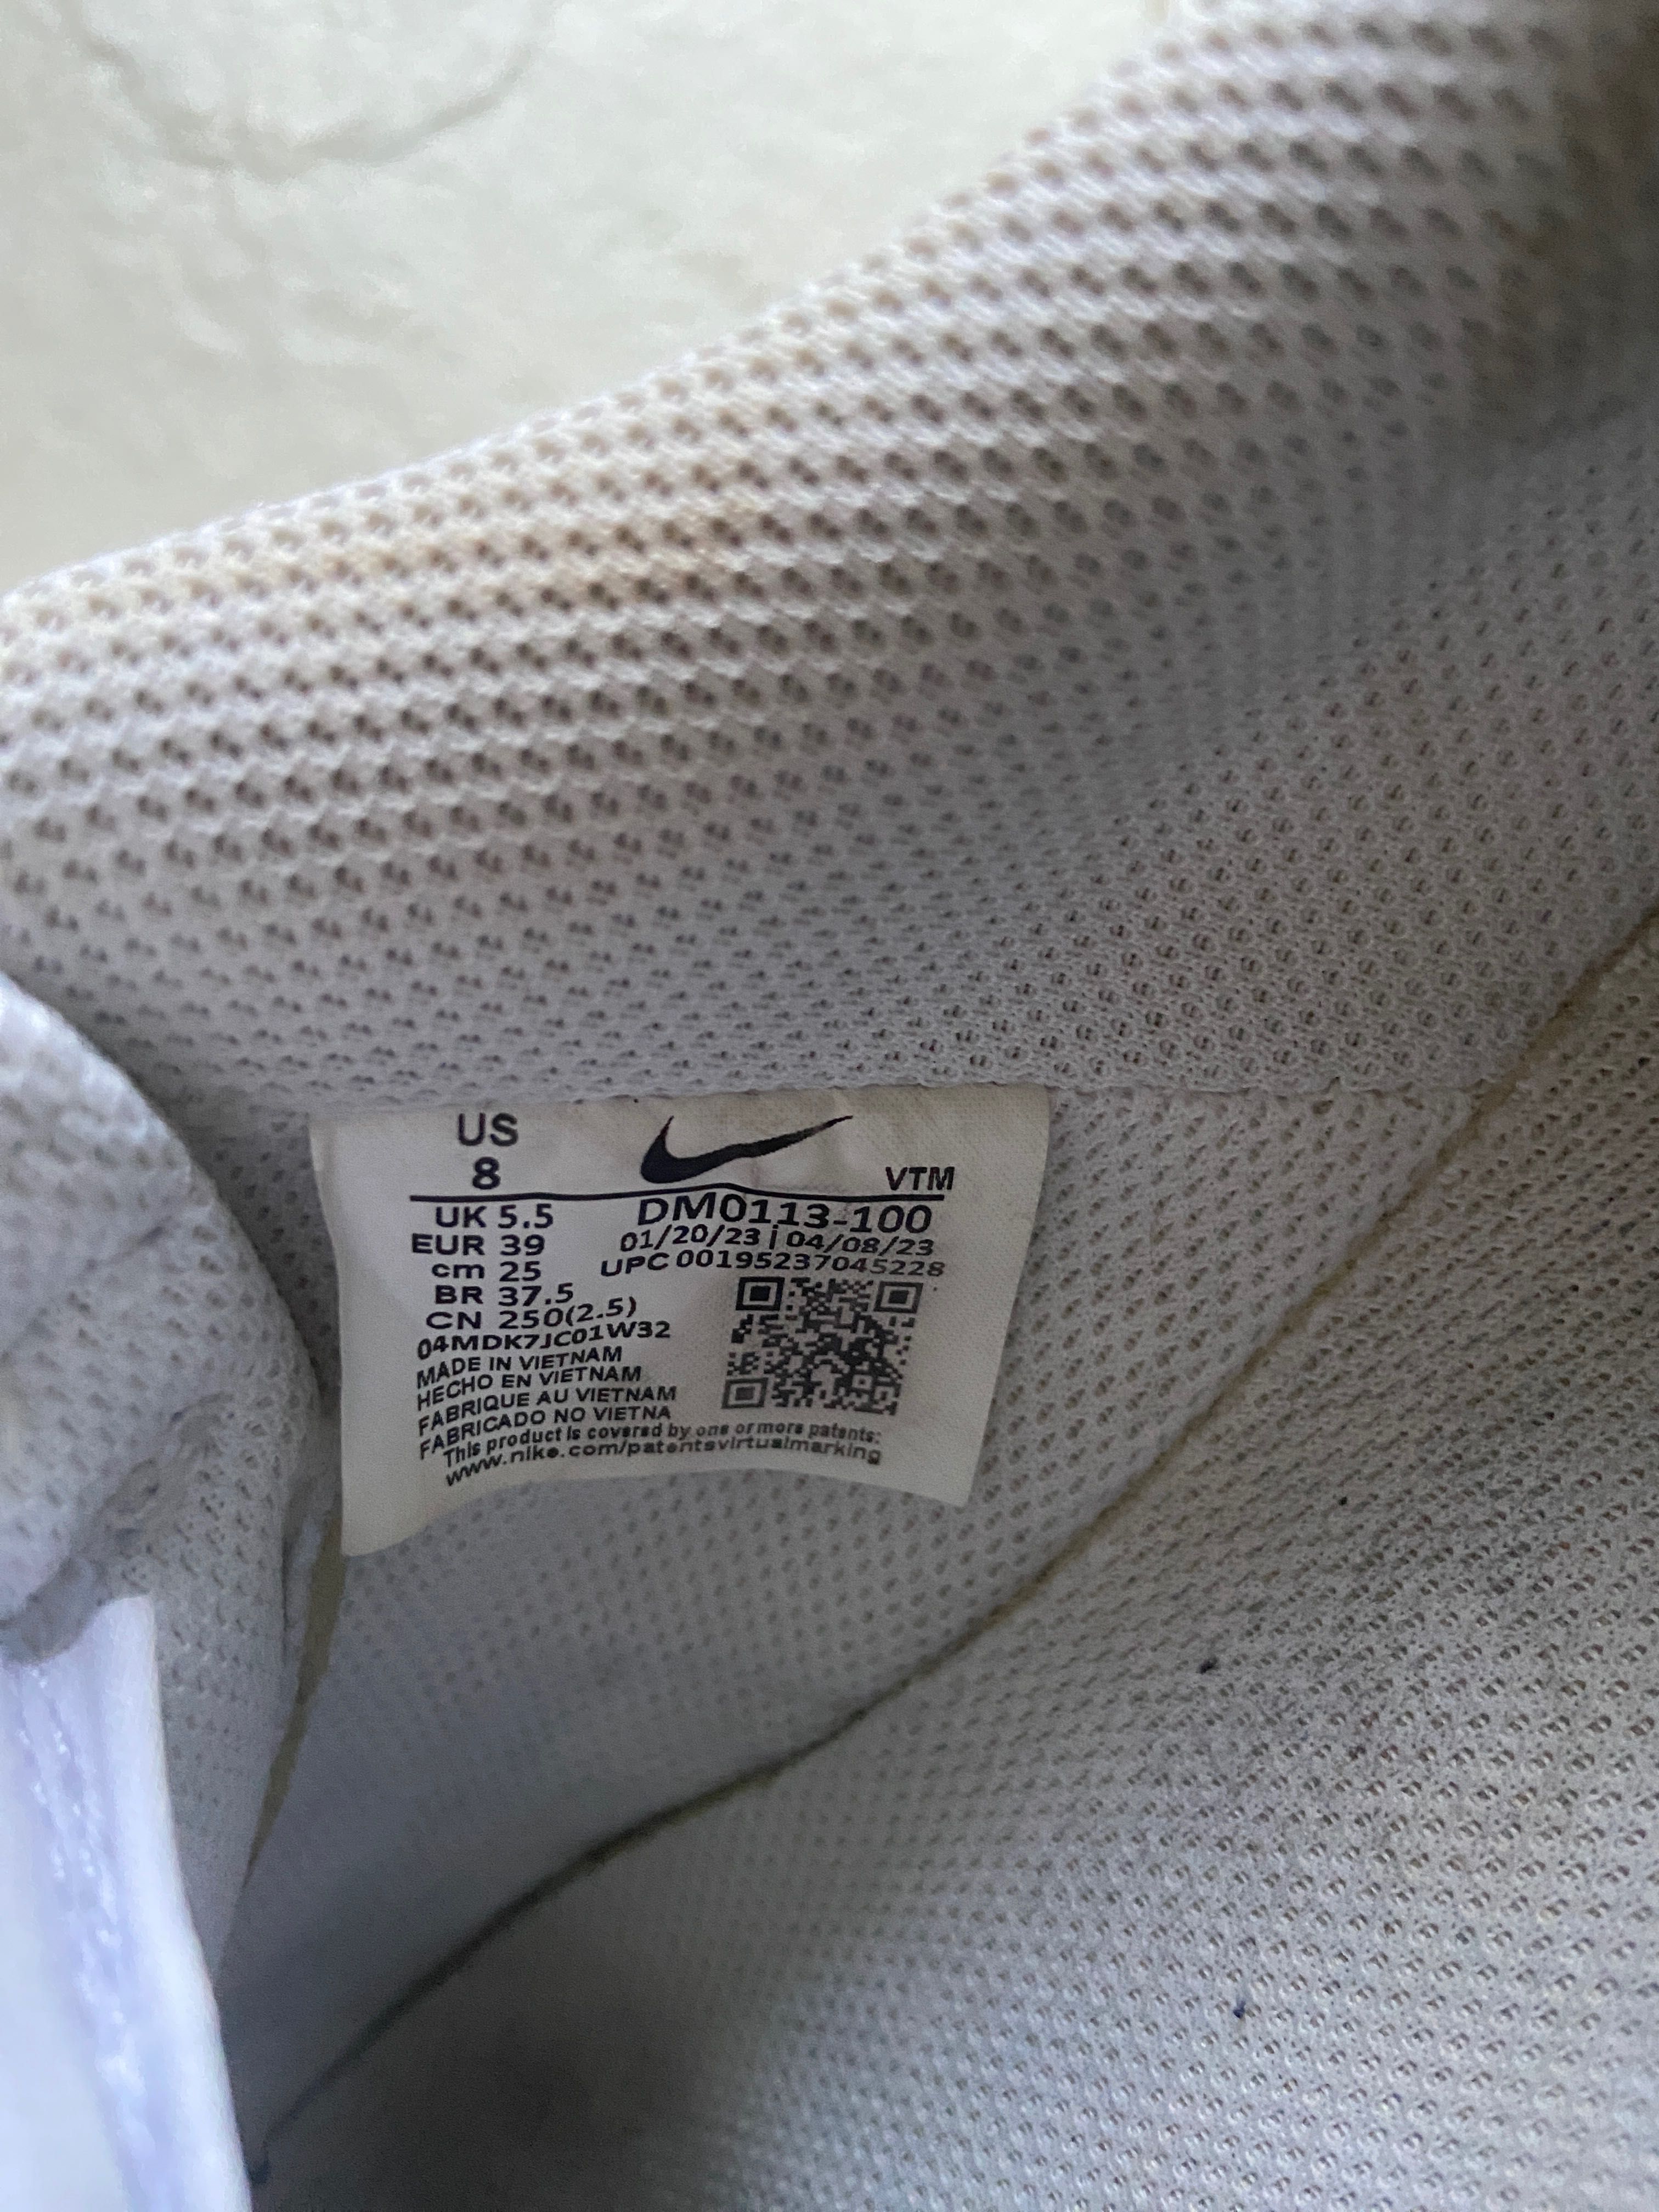 US
8
VTM
UK 5.5
EUR 39
cm 25
BR 37.5
CN 250(2.5)
04MDK7JC01W32
MADE IN VIETNAM
HECHO EN VIETNAM
FABRIQUE AU VIETNAM
FABRICADO NO VIETNA
DM0113-100
01/20/23 | 04/08/23
UPC 00195237045228
This product is covered by one or more patents:
www.nike.com/patentsvirtualmarking